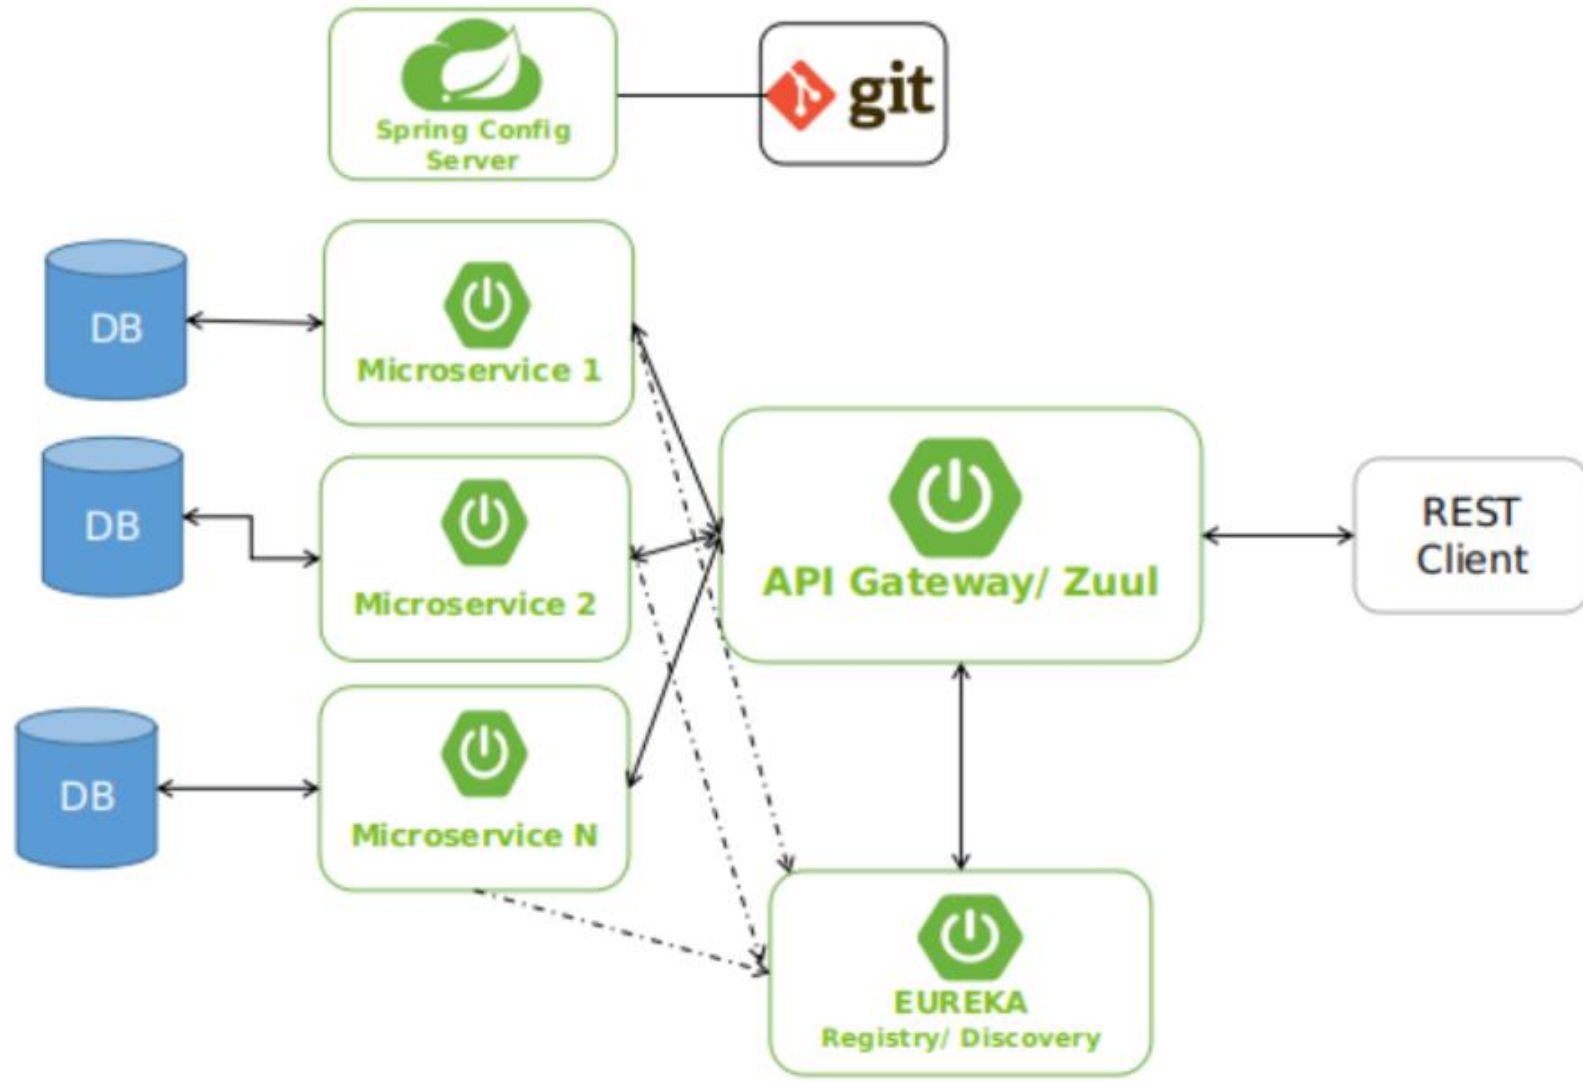 Spring Config
Server
git
DB
Microservice 1
DB
Microservice 2
API Gateway/ Zuul
REST
Client
DB
Microservice N
EUREKA
Registry/ Discovery